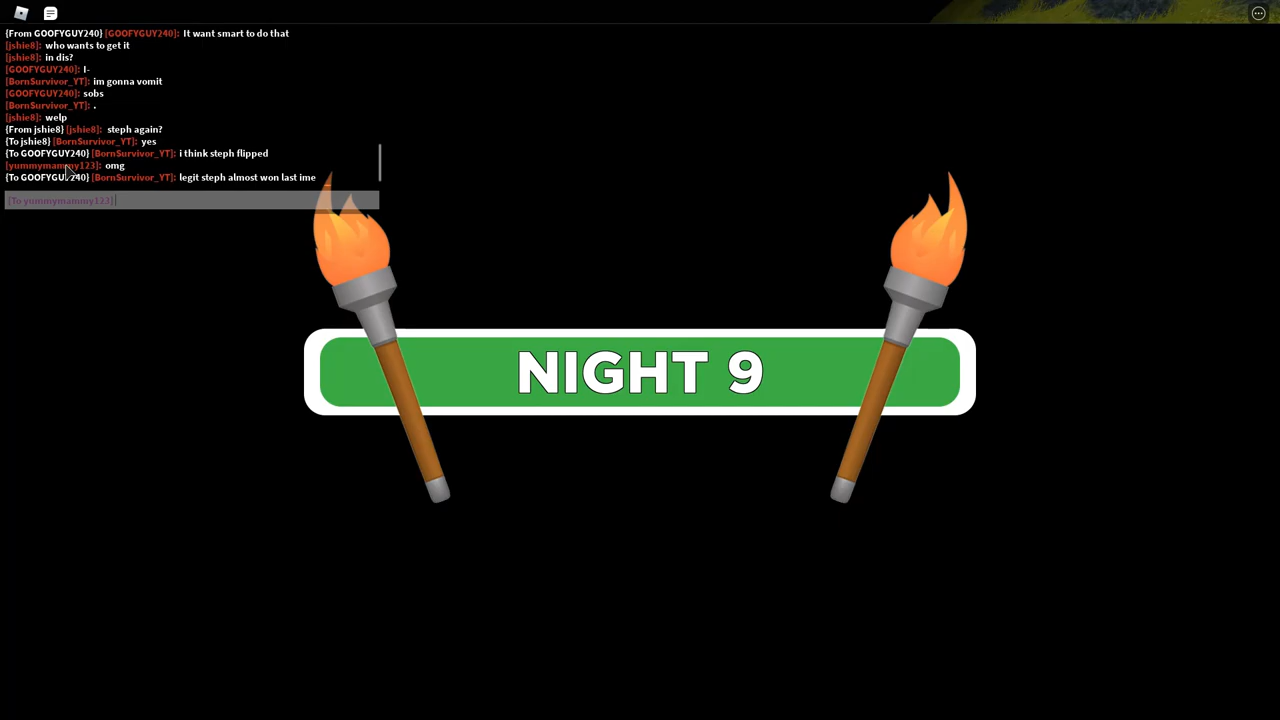 {From GOOFYGUY240} [GOOFYGUY240]: It want smart to do that
[jshie8]: who wants to get it
[jshie8]: in dis?
[GOOFYGUY240]: I-
[BornSurvivor_YT]: im gonna vomit
[GOOFYGUY240]: sobs
[BornSurvivor_YT]: .
[jshie8]: welp
{From jshie8} [jshie8]: steph again?
{To jshie8} [BornSurvivor_YT]: yes
{To GOOFYGUY240} [BornSurvivor_YT]: i think steph flipped
[yummymammy123]: omg
{To GOOFYGUY240} [BornSurvivor_YT]: legit steph almost won last ime
[To yummymammy123]
NIGHT 9